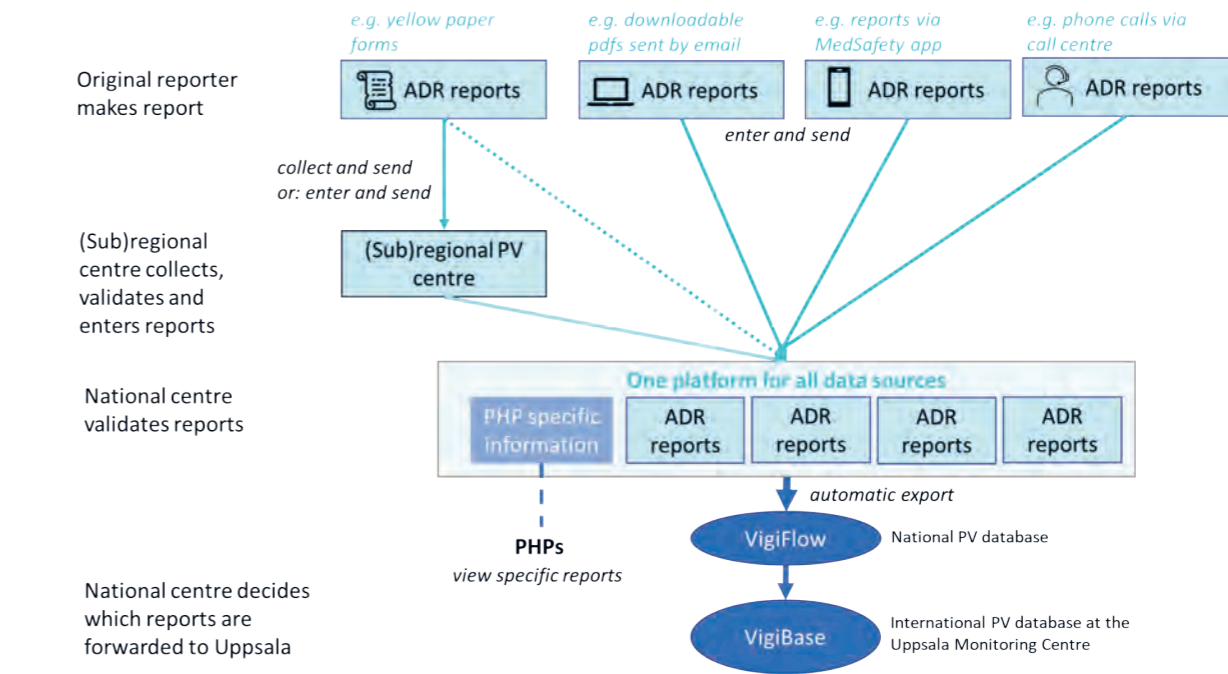 e.g. yellow paper
forms
e.g. downloadable
pdfs sent by email
e.g. reports via
MedSafety app
e.g. phone calls via
call centre
Original reporter
makes report
ADR reports
ADR reports
ADR reports
ADR reports
enter and send
collect and send
or: enter and send
(Sub)regional
centre collects,
validates and
enters reports
(Sub)regional PV
centre
National centre
validates reports
One platform for all data sources
PHP specific
information
ADR
reports
ADR
reports
ADR
reports
ADR
reports
automatic export
PHPs
view specific reports
VigiFlow
National PV database
National centre decides
which reports are
forwarded to Uppsala
VigiBase
International PV database at the
Uppsala Monitoring Centre